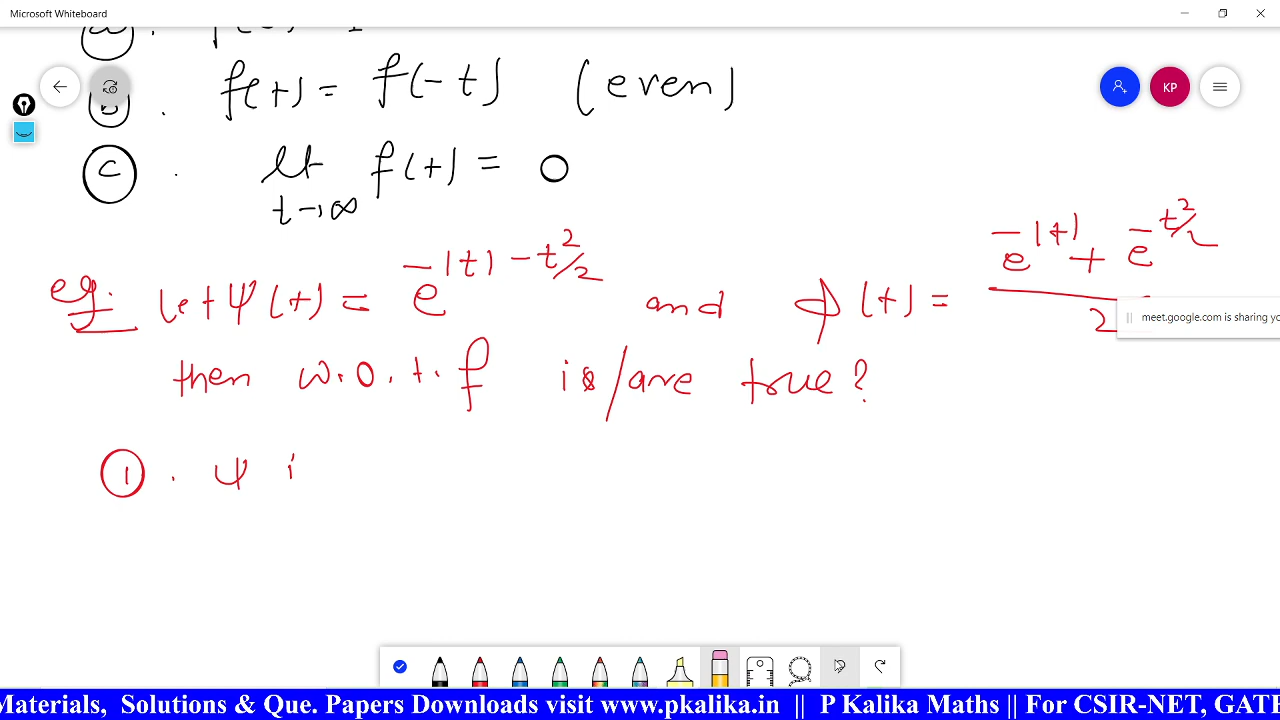 Microsoft Whiteboard
B . f(t) = f(-t) (even)
KP
C . lt f(t) = 0
t→∞
eg. let ψ(t) = e^{-|t| - t²/2} and ϕ(t) = (e^{-|t|} + e^{-t²/2})/2
meet.google.com is sharing yo
then w.o.t.f is/are true?
1 . ψ i
Materials, Solutions & Que. Papers Downloads visit www.pkalika.in || P Kalika Maths || For CSIR-NET, GATE